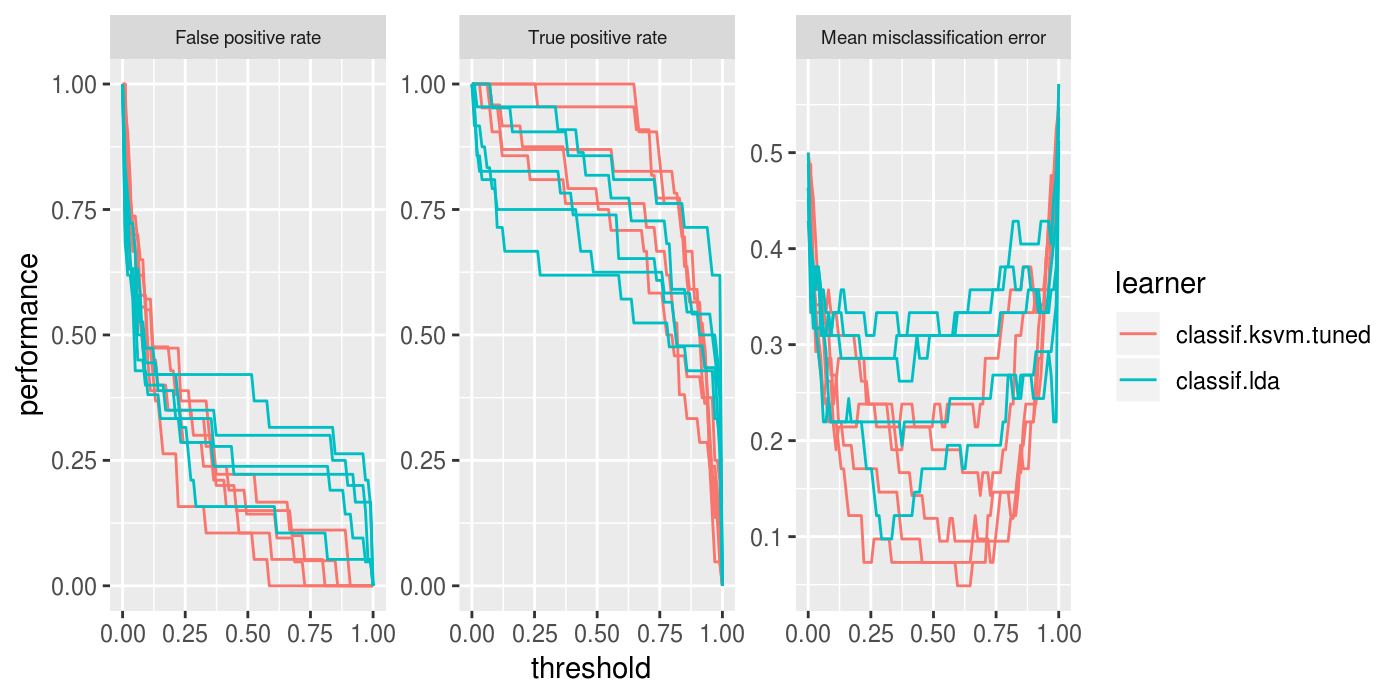 False positive rate
True positive rate
Mean misclassification error
performance
1.00
0.75
0.50
0.25
0.00
1.00
0.75
0.50
0.25
0.00
0.5
0.4
0.3
0.2
0.1
0.00 0.25 0.50 0.75 1.00
0.00 0.25 0.50 0.75 1.00
0.00 0.25 0.50 0.75 1.00
threshold
learner
classif.ksvm.tuned
classif.lda